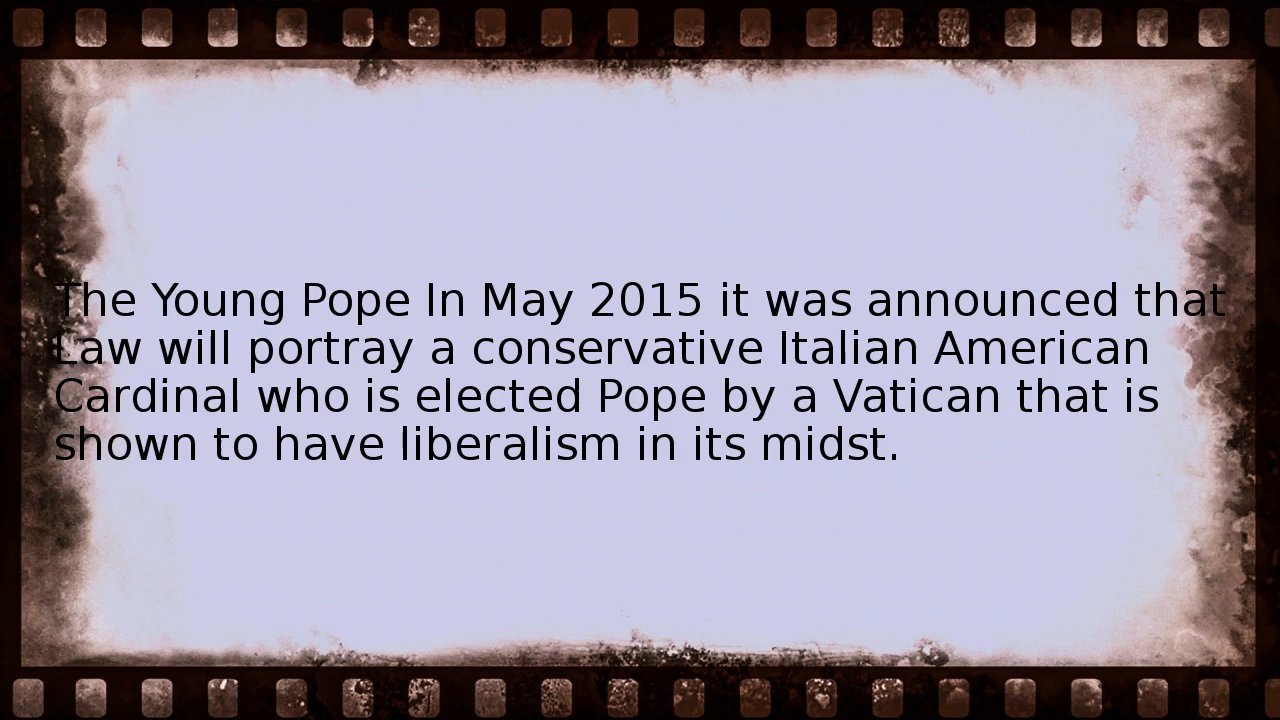 The Young Pope In May 2015 it was announced that
Law will portray a conservative Italian American
Cardinal who is elected Pope by a Vatican that is
shown to have liberalism in its midst.